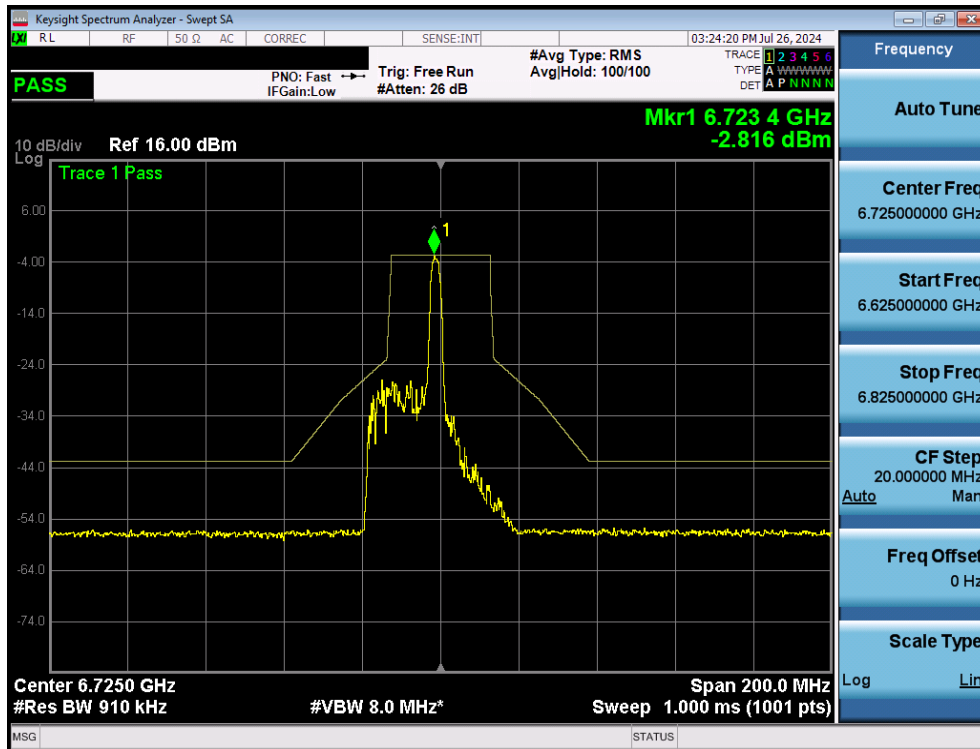 Keysight Spectrum Analyzer - Swept SA
LXI RL RF 50 Ω AC CORREC SENSE:INT 03:24:20 PM Jul 26, 2024
PASS
PNO: Fast
IFGain:Low
Trig: Free Run
#Atten: 26 dB
#Avg Type: RMS
Avg|Hold: 100/100
TRACE 1 2 3 4 5 6
TYPE A WWWWW
DET A P N N N N
Mkr1 6.723 4 GHz
-2.816 dBm
10 dB/div Ref 16.00 dBm
Log
Trace 1 Pass
1
6.00
-4.00
-14.0
-24.0
-34.0
-44.0
-54.0
-64.0
-74.0
Center 6.7250 GHz Span 200.0 MHz
#Res BW 910 kHz #VBW 8.0 MHz* Sweep 1.000 ms (1001 pts)
MSG STATUS
Frequency
Auto Tune
Center Freq
6.725000000 GHz
Start Freq
6.625000000 GHz
Stop Freq
6.825000000 GHz
CF Step
20.000000 MHz
Auto Man
Freq Offset
0 Hz
Scale Type
Log Lin